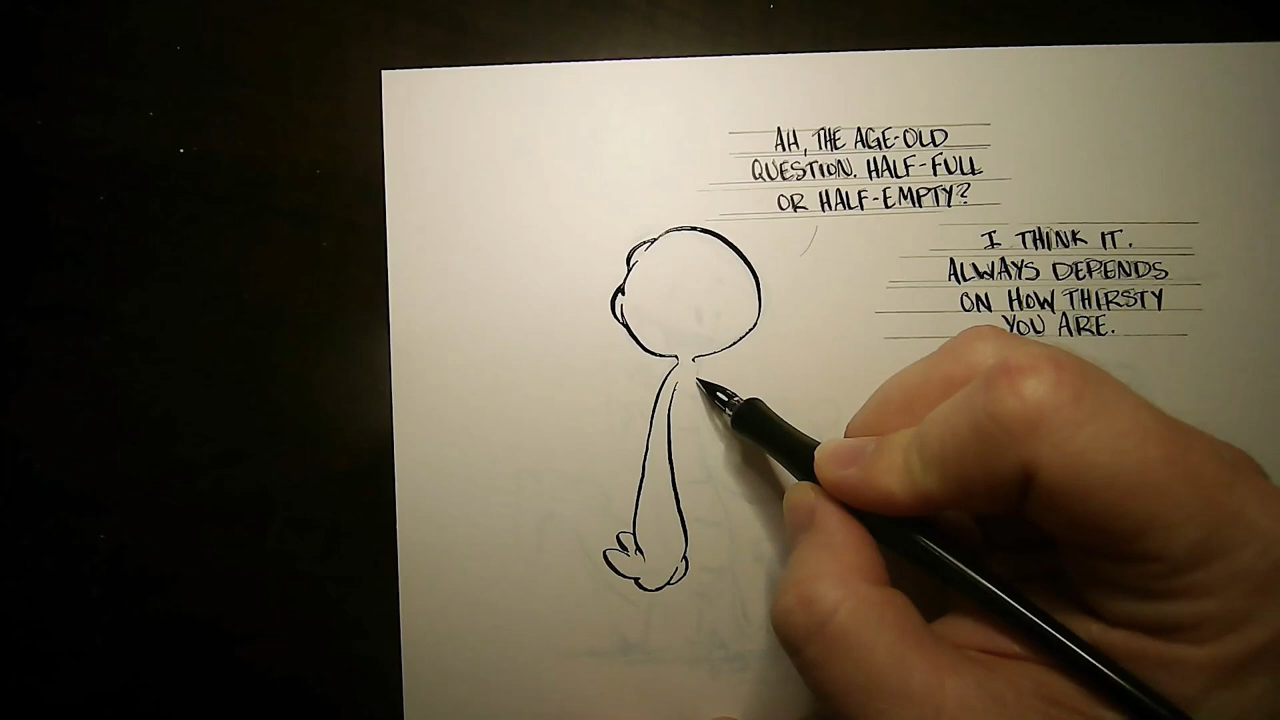 AH, THE AGE-OLD
QUESTION. HALF-FULL
OR HALF-EMPTY?
I THINK IT.
ALWAYS DEPENDS
ON HOW THIRSTY
YOU ARE.